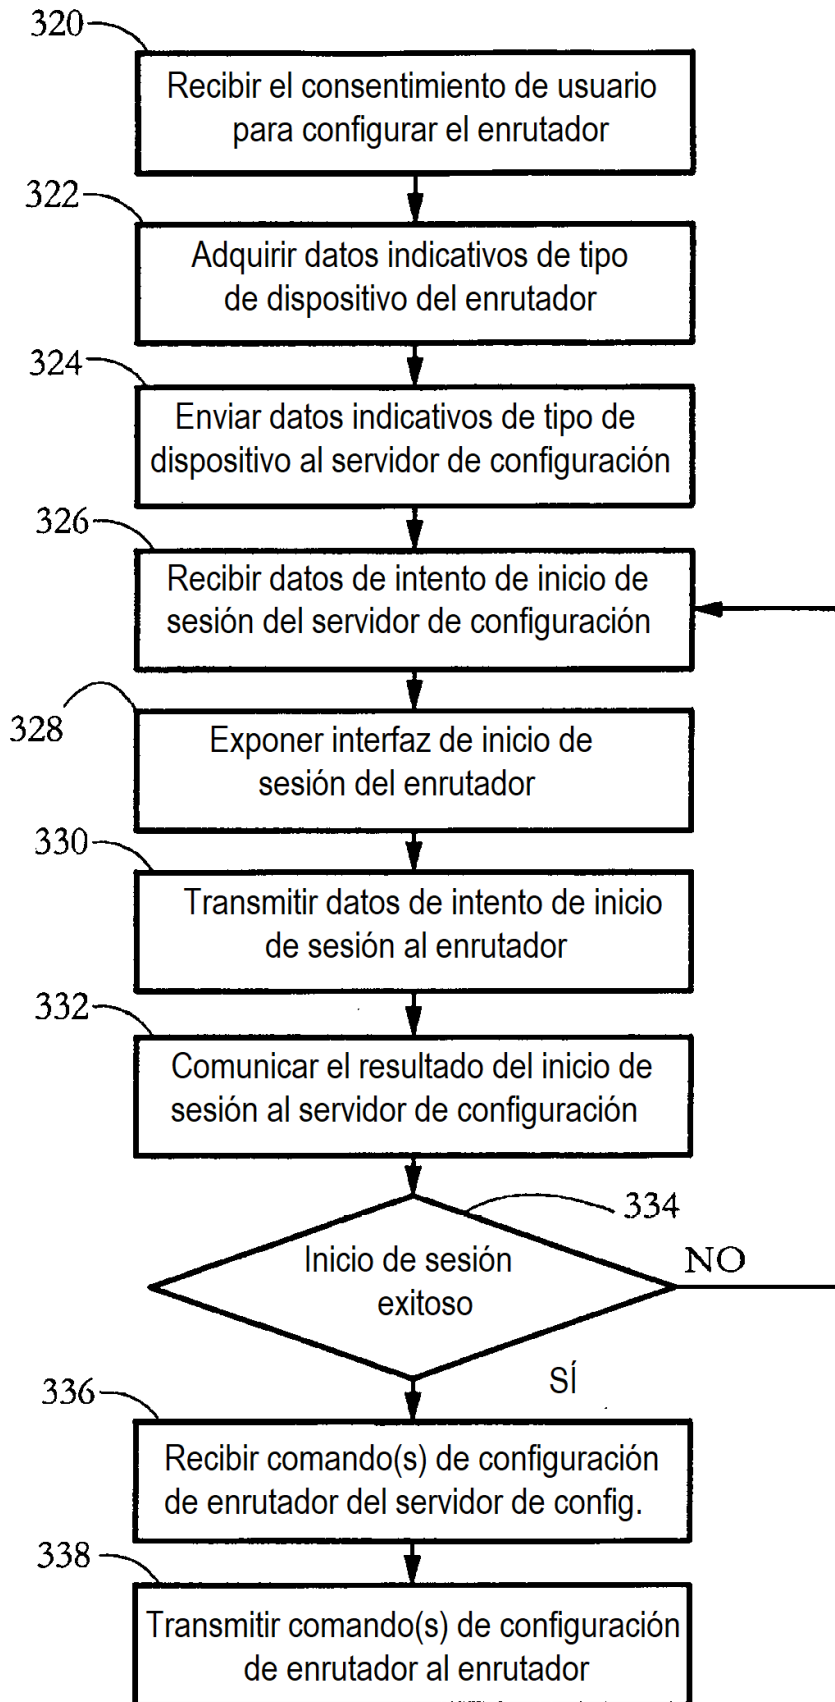 320
Recibir el consentimiento de usuario
para configurar el enrutador
322
Adquirir datos indicativos de tipo
de dispositivo del enrutador
324
Enviar datos indicativos de tipo de
dispositivo al servidor de configuración
326
Recibir datos de intento de inicio de
sesión del servidor de configuración
328
Exponer interfaz de inicio de
sesión del enrutador
330
Transmitir datos de intento de inicio
de sesión al enrutador
332
Comunicar el resultado del inicio de
sesión al servidor de configuración
334
Inicio de sesión
exitoso
NO
SÍ
336
Recibir comando(s) de configuración
de enrutador del servidor de config.
338
Transmitir comando(s) de configuración
de enrutador al enrutador